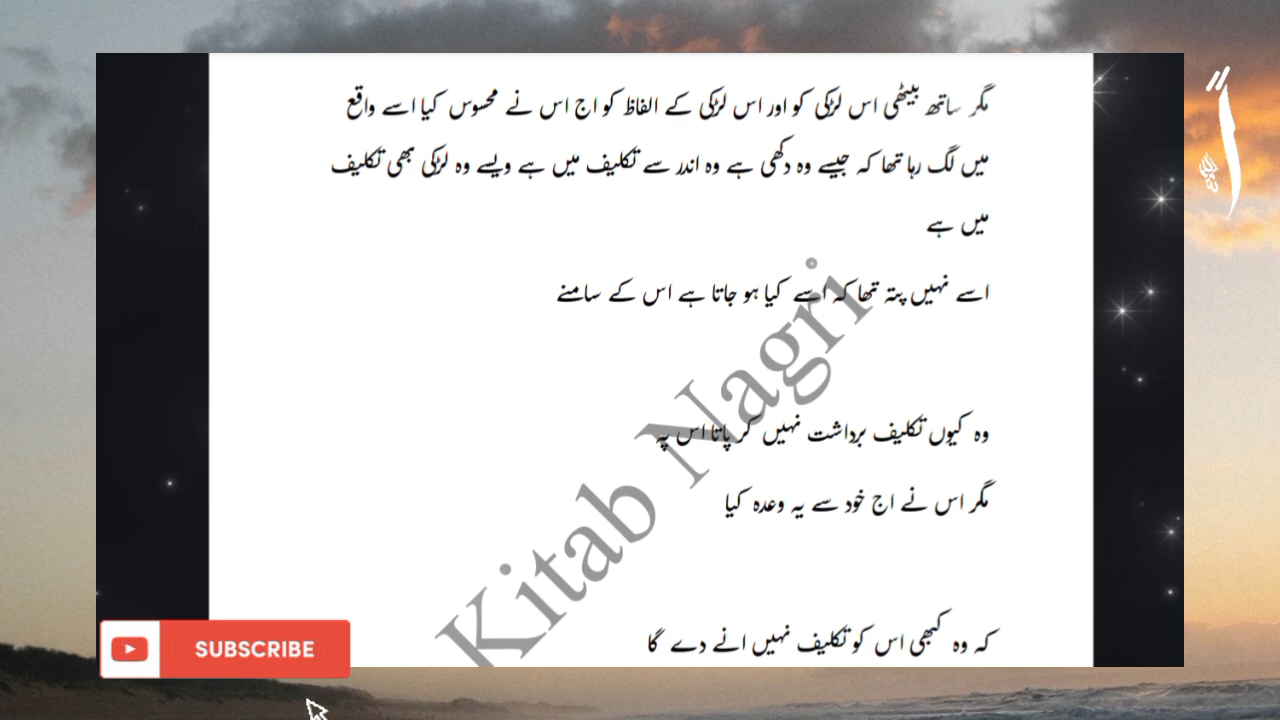 مگر ساتھ بیٹھی اس لڑکی کو اور اس لڑکی کے الفاظ کو اج اس نے محسوس کیا اسے واقع
میں لگ رہا تھا کہ جیسے وہ دکھی ہے وہ اندر سے تکلیف میں ہے ویسے وہ لڑکی بھی تکلیف
میں ہے
اسے نہیں پتہ تھا کہ اسے کیا ہو جاتا ہے اس کے سامنے
وہ کیوں تکلیف برداشت نہیں کر پاتا اس پہ
مگر اس نے اج خود سے یہ وعدہ کیا
کہ وہ کبھی اس کو تکلیف نہیں انے دے گا
Kitab Nagri
SUBSCRIBE